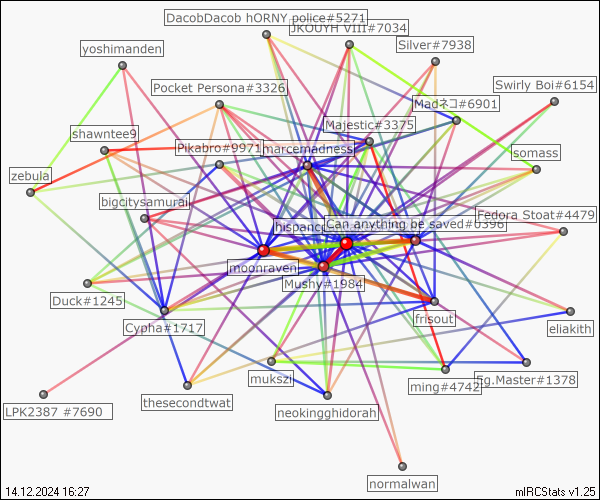 DacobDacob hORNY police#5271
JKOUYH VIII#7034
Silver#7938
yoshimanden
Pocket Persona#3326
Swirly Boi#6154
Madネコ#6901
Majestic#3375
shawntee9
Pikabro#9971
marcemadness
somass
zebula
bigcitysamurai
Fedora Stoat#4479
Can anything be saved#0396
moonraven
Mushy#1984
Duck#1245
frisout
Cypha#1717
eliakith
mukszi
ming#4742
Eg.Master#1378
LPK2387 #7690
thesecondtwat
neokingghidorah
normalwan
14.12.2024 16:27
mIRCStats v1.25